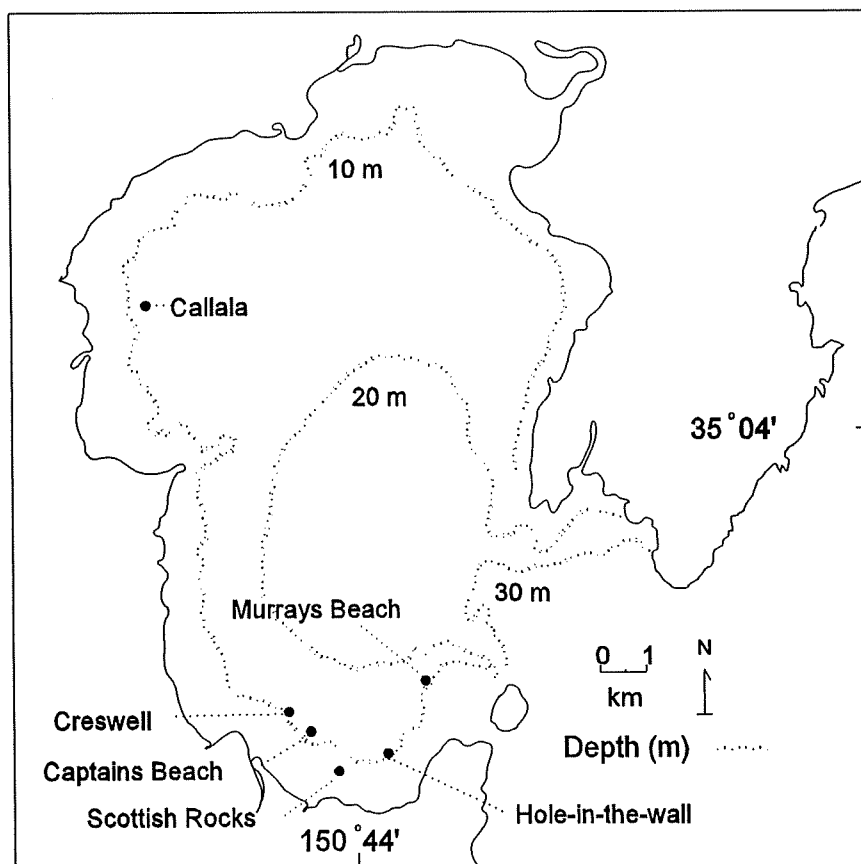 10 m
Callala
20 m
35°04'
30 m
Murrays Beach
N
0 1
km
Creswell
Depth (m)
Captains Beach
Scottish Rocks
Hole-in-the-wall
150°44'